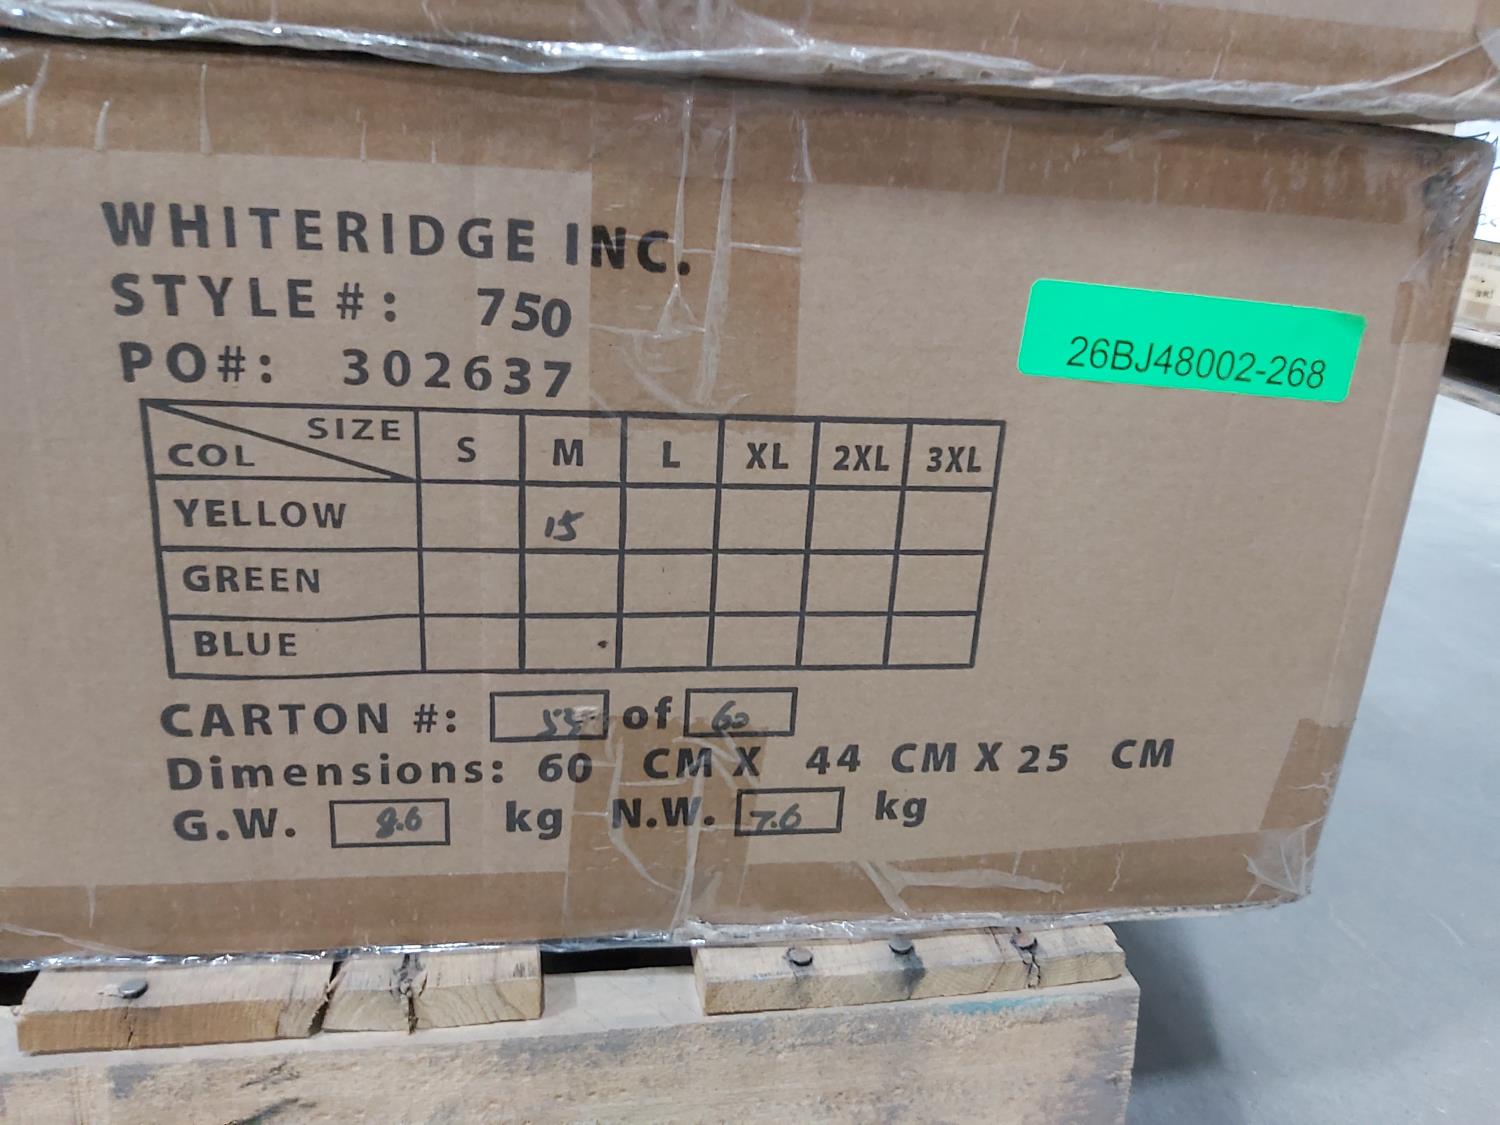 WHITERIDGE INC.
STYLE #: 750
PO#: 302637
26BJ48002-268
SIZE
COL S M L XL 2XL 3XL
YELLOW 15
GREEN
BLUE
CARTON #: of 60
Dimensions: 60 CM X 44 CM X 25 CM
G.W. 8.6 kg N.W. 7.6 kg